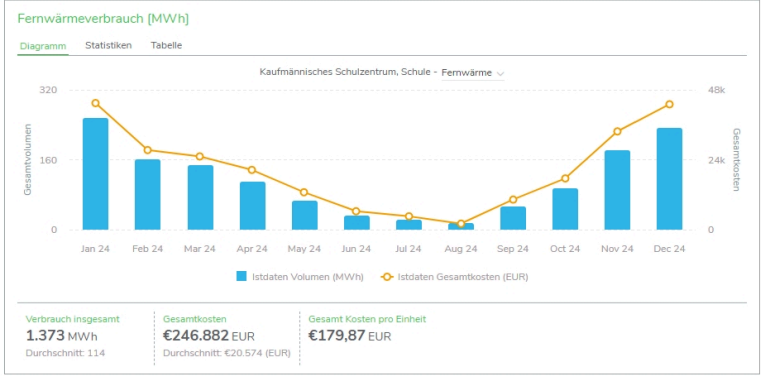 Fernwärmeverbrauch [MWh]
Diagramm Statistiken Tabelle
Kaufmännisches Schulzentrum, Schule - Fernwärme
320 48k
Gesamtvolumen
160 24k
Gesamtkosten
0 0
Jan 24 Feb 24 Mar 24 Apr 24 May 24 Jun 24 Jul 24 Aug 24 Sep 24 Oct 24 Nov 24 Dec 24
Istdaten Volumen (MWh) Istdaten Gesamtkosten (EUR)
Verbrauch insgesamt Gesamtkosten Gesamt Kosten pro Einheit
1.373 MWh €246.882 EUR €179,87 EUR
Durchschnitt: 114 Durchschnitt: €20.574 (EUR)